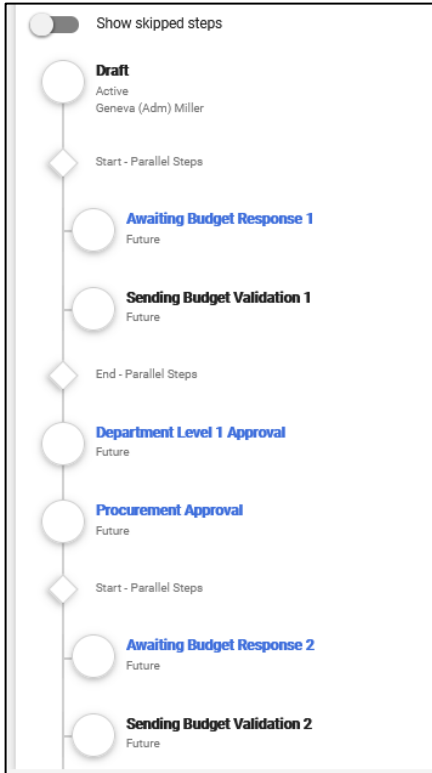 Show skipped steps
Draft
Active
Geneva (Adm) Miller
Start - Parallel Steps
Awaiting Budget Response 1
Future
Sending Budget Validation 1
Future
End - Parallel Steps
Department Level 1 Approval
Future
Procurement Approval
Future
Start - Parallel Steps
Awaiting Budget Response 2
Future
Sending Budget Validation 2
Future